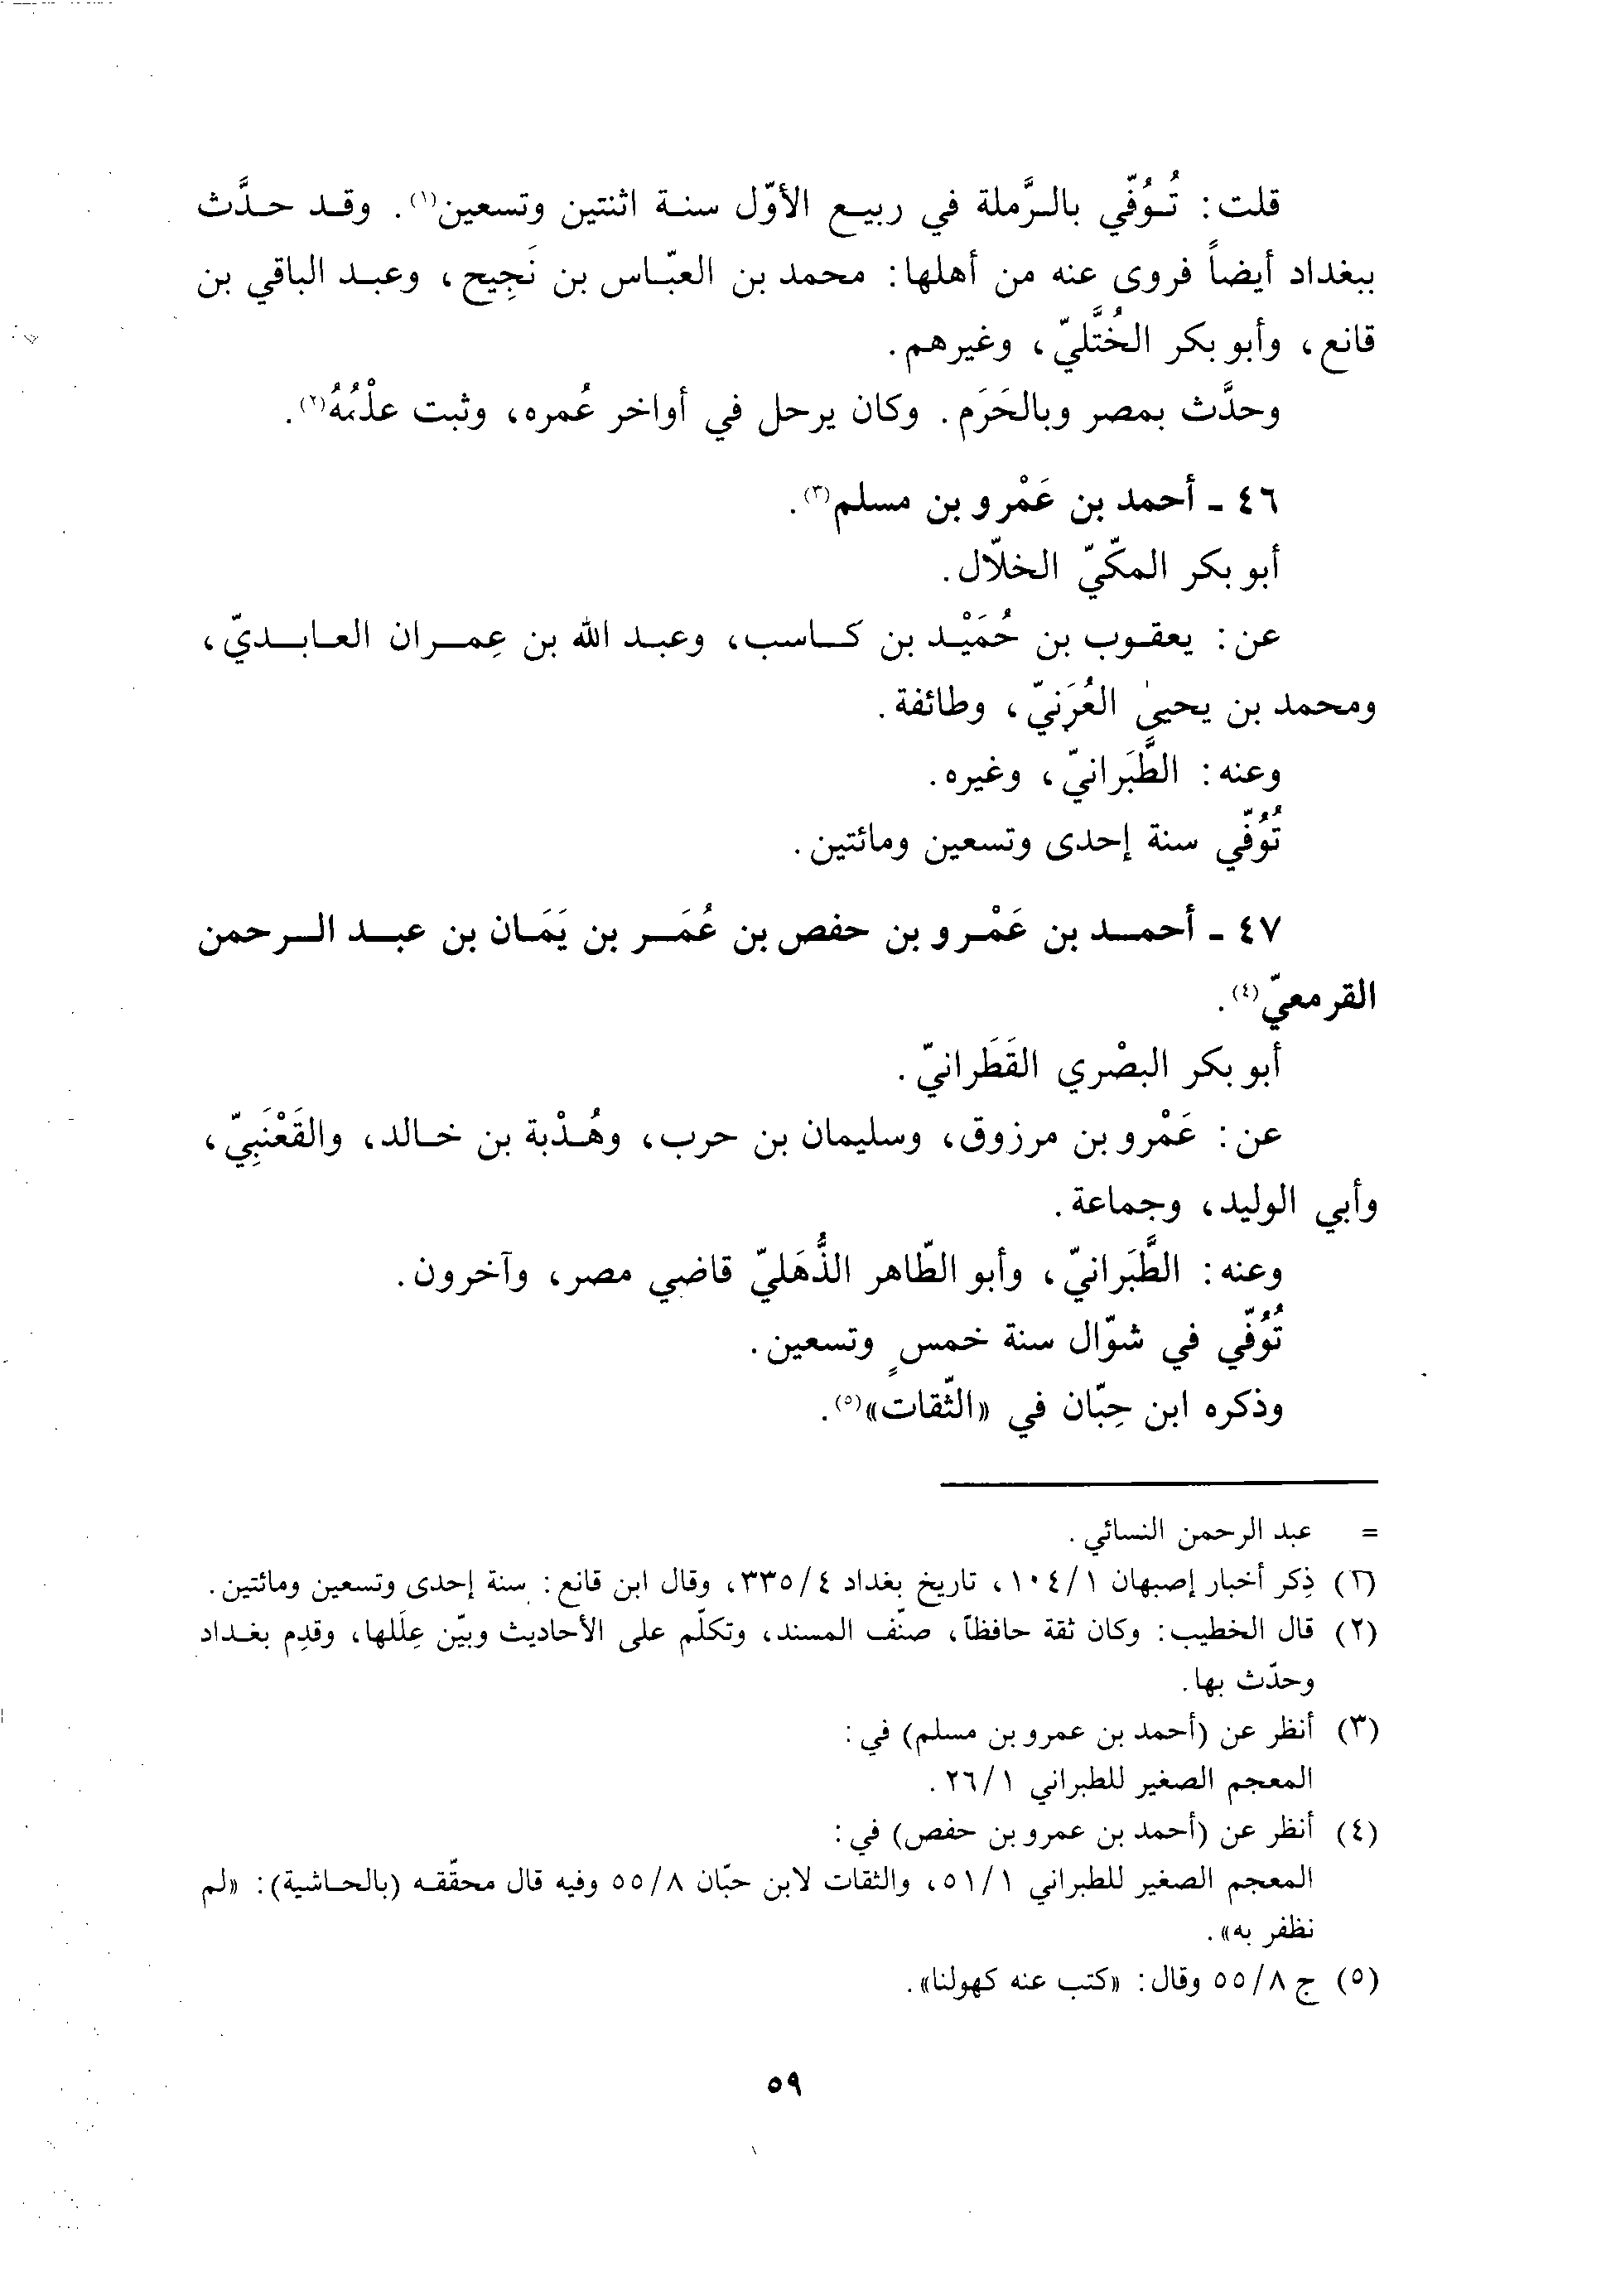 قلت: تُوُفّي بالرَّملة في ربيع الأوّل سنة اثنتين وتسعين(١). وقد حدَّث
ببغداد أيضاً فروى عنه من أهلها: محمد بن العبّاس بن نَجِيح، وعبد الباقي بن
قانع، وأبو بكر الخُتَّليّ، وغيرهم.
وحدَّث بمصر وبالحَرَم. وكان يرحل في أواخر عُمره، وثبت علْمُهُ(٢).
٤٦ ـ أحمد بن عَمْرو بن مسلم(٣).
أبو بكر المكّيّ الخلّال.
عن: يعقوب بن حُمَيْد بن كاسب، وعبد الله بن عِمران العابديّ،
ومحمد بن يحيىٰ العُرَنيّ، وطائفة.
وعنه: الطَّبَرانيّ، وغيره.
تُوُفّي سنة إحدى وتسعين ومائتين.
٤٧ ـ أحمد بن عَمْرو بن حفص بن عُمَر بن يَمَان بن عبد الرحمن
القرمعيّ(٤).
أبو بكر البصْري القَطَرانيّ.
عن: عَمْرو بن مرزوق، وسليمان بن حرب، وهُدْبة بن خالد، والقَعْنَبِيّ،
وأبي الوليد، وجماعة.
وعنه: الطَّبَرانيّ، وأبو الطّاهر الذُّهَليّ قاضي مصر، وآخرون.
تُوُفّي في شوّال سنة خمسٍ وتسعين.
وذكره ابن حِبّان في «الثّقات»(٥).
= عبد الرحمن النسائي.
(٦) ذِكر أخبار إصبهان ١٠٤/١، تاريخ بغداد ٣٣٥/٤، وقال ابن قانع: سنة إحدى وتسعين ومائتين.
(٢) قال الخطيب: وكان ثقة حافظاً، صنّف المسند، وتكلّم على الأحاديث وبيّن عِلَلها، وقدِم بغداد
وحدّث بها.
(٣) أنظر عن (أحمد بن عمرو بن مسلم) في:
المعجم الصغير للطبراني ٢٦/١.
(٤) أنظر عن (أحمد بن عمرو بن حفص) في:
المعجم الصغير للطبراني ٥١/١، والثقات لابن حبّان ٥٥/٨ وفيه قال محقّقه (بالحاشية): «لم
نظفر به».
(٥) ج ٥٥/٨ وقال: «كتب عنه كهولنا».
٥٩